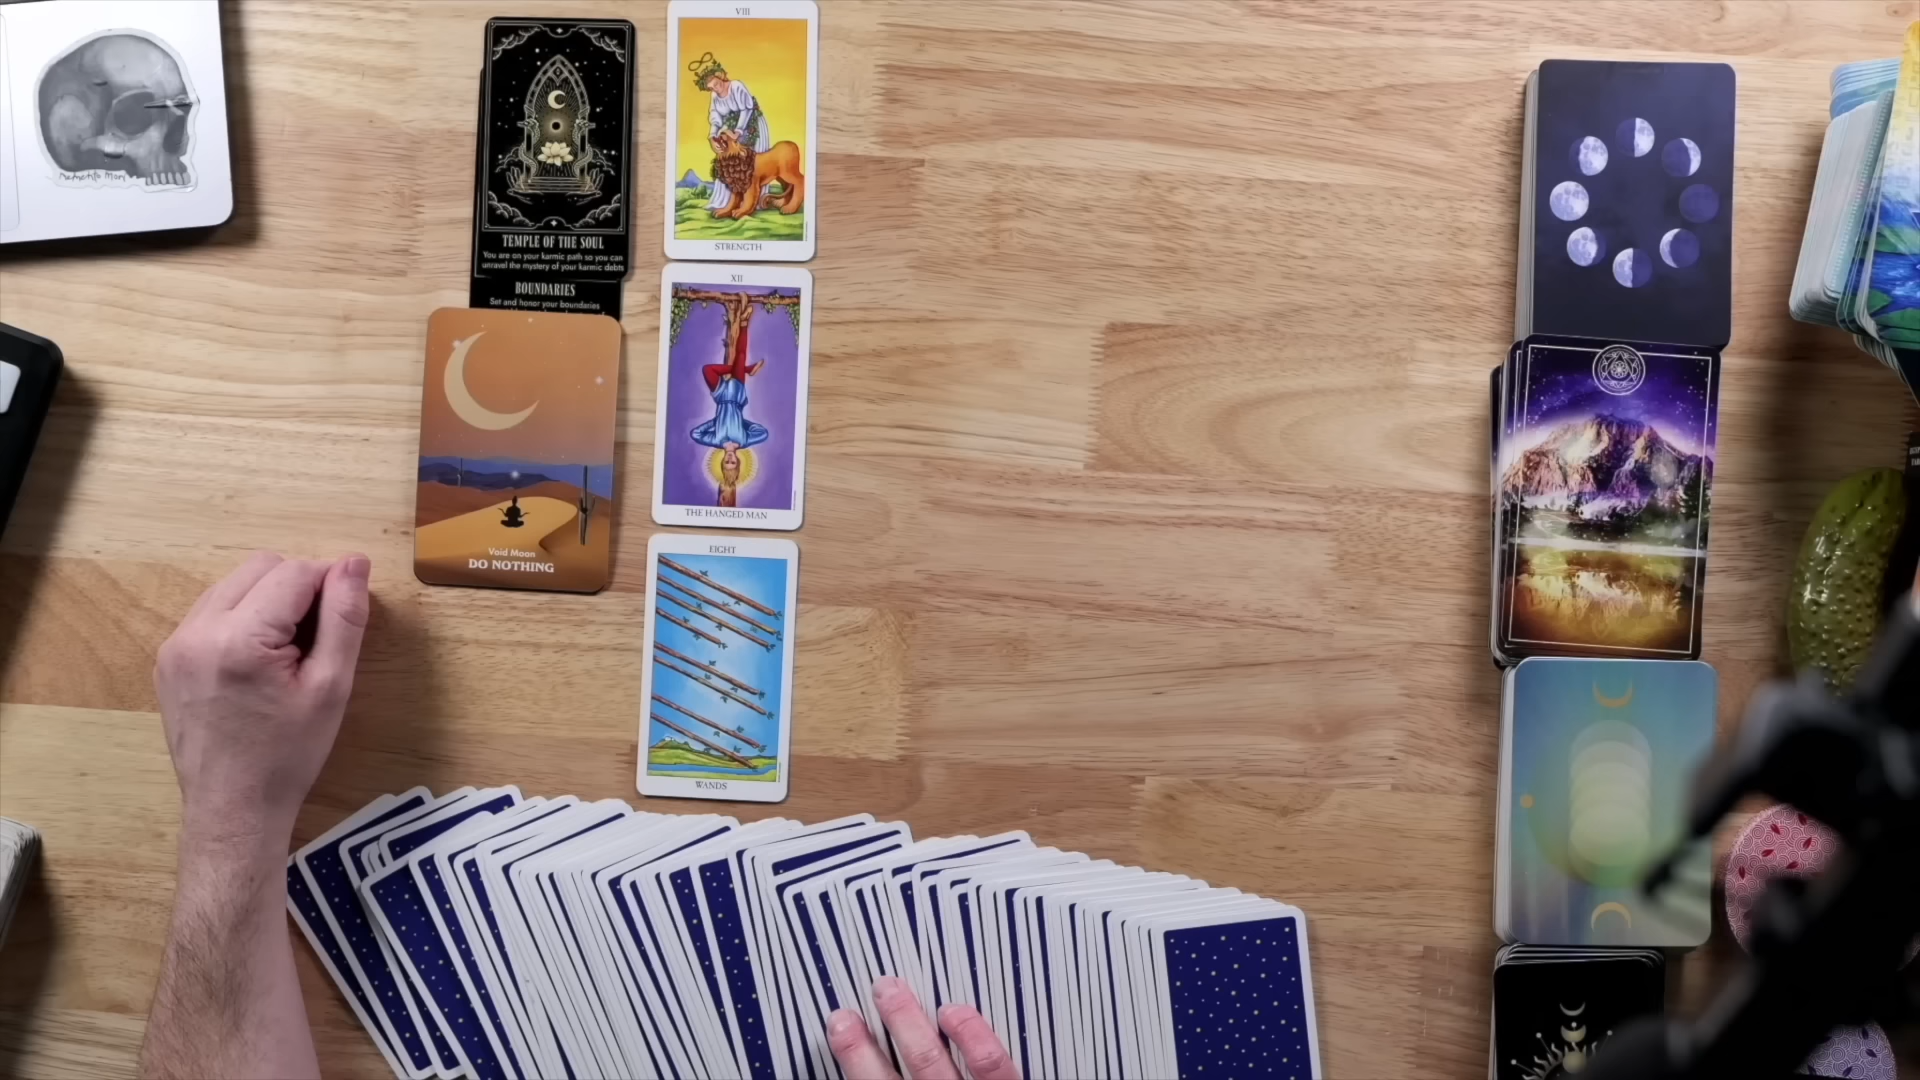 Memento Mori
TEMPLE OF THE SOUL
You are on your karmic path so you can
unravel the mystery of your karmic debts
BOUNDARIES
Set and honor your boundaries
Void Moon
DO NOTHING
VIII
STRENGTH
XII
THE HANGED MAN
EIGHT
WANDS